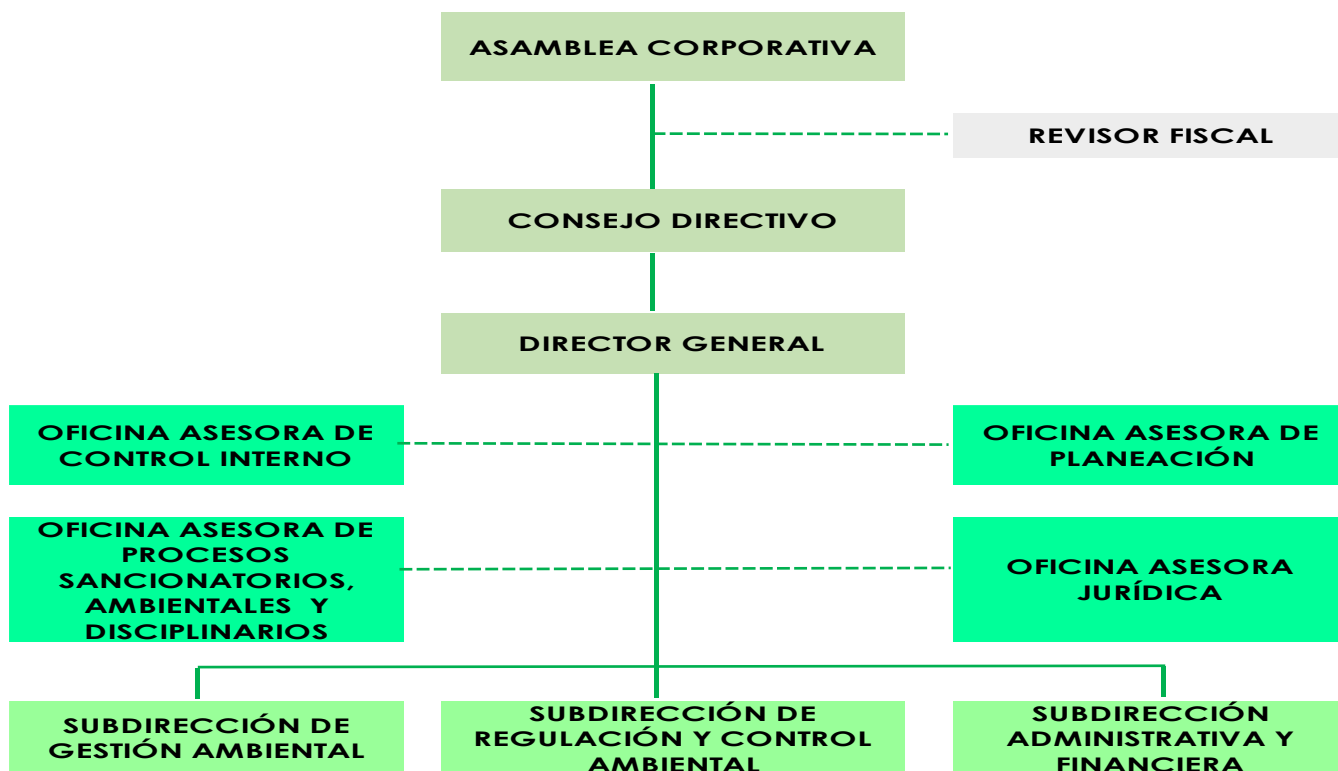 ASAMBLEA CORPORATIVA
REVISOR FISCAL
CONSEJO DIRECTIVO
DIRECTOR GENERAL
OFICINA ASESORA DE
CONTROL INTERNO
OFICINA ASESORA DE
PLANEACIÓN
OFICINA ASESORA DE
PROCESOS
SANCIONATORIOS,
AMBIENTALES Y
DISCIPLINARIOS
OFICINA ASESORA
JURÍDICA
SUBDIRECCIÓN DE
GESTIÓN AMBIENTAL
SUBDIRECCIÓN DE
REGULACIÓN Y CONTROL
AMBIENTAL
SUBDIRECCIÓN
ADMINISTRATIVA Y
FINANCIERA